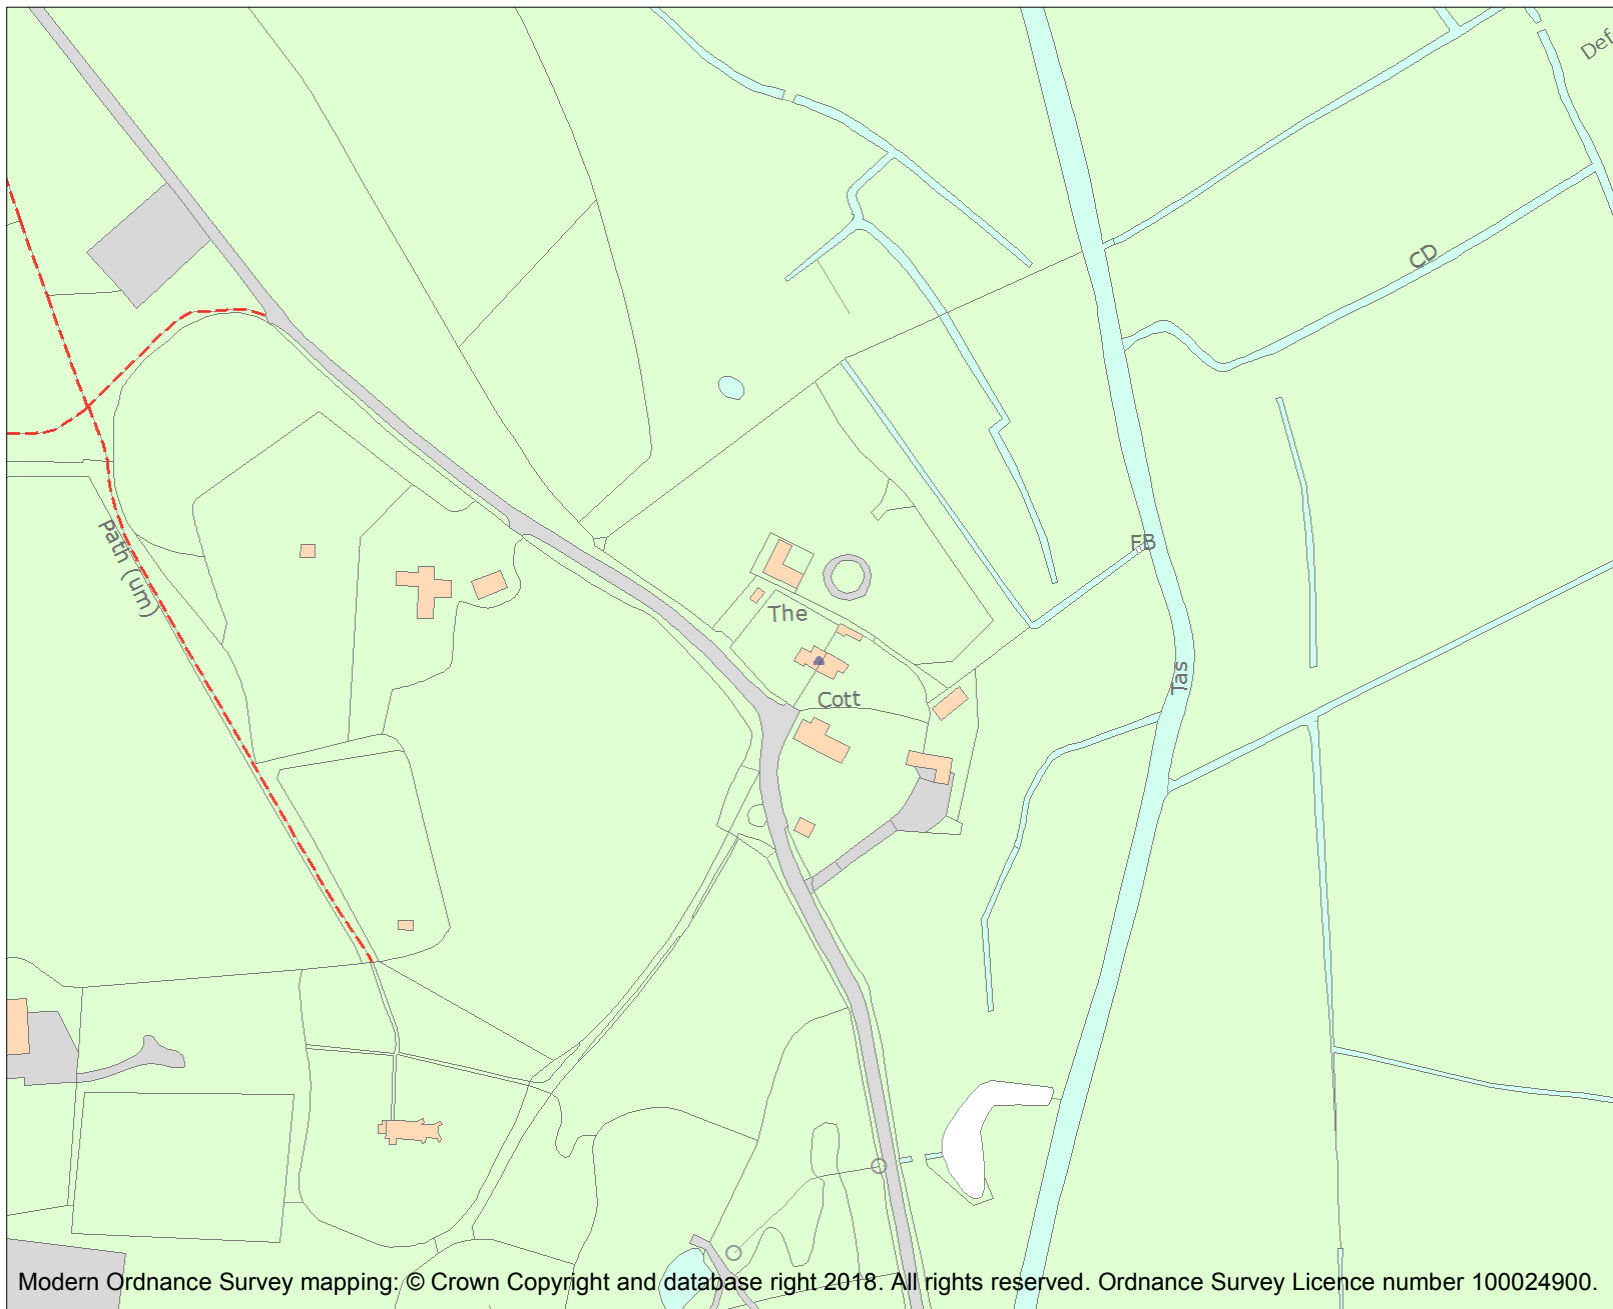 Def
CD
Path (um)
FB
The
Tas
Cott
Modern Ordnance Survey mapping: © Crown Copyright and database right 2018. All rights reserved. Ordnance Survey Licence number 100024900.